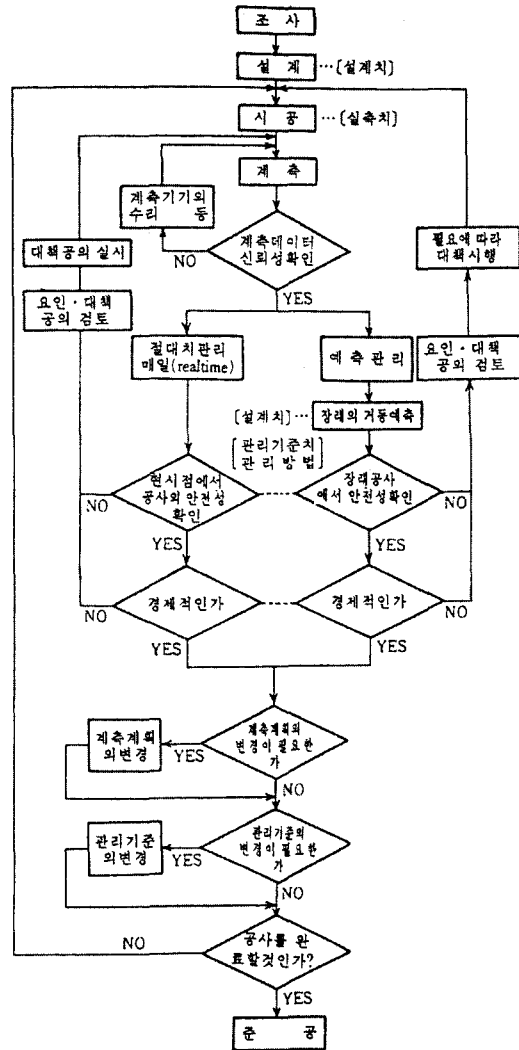 조 사
설 계 …[설계치]
시 공 …[실측치]
계 측
계측기기의
수리 등
대책공의 실시
NO
계측데이터
신뢰성확인
필요에 따라
대책시행
YES
요인·대책
공의 검토
절대치관리
매일(realtime)
예측관리
요인·대책
공의 검토
[설계치]… 장래의 거동예측
[관리기준치
관리 방법]
현시점에서
공사의 안전성
확인
장래공사
에서 안전성확인
NO
NO
YES
YES
경제적인가
경제적인가
NO
NO
YES
YES
계측계획의
변경이 필요한
가
계측계획
의변경
YES
NO
관리기준의
변경이 필요한
가
관리기준
의변경
YES
NO
NO
공사를 완
료할것인가?
YES
준 공